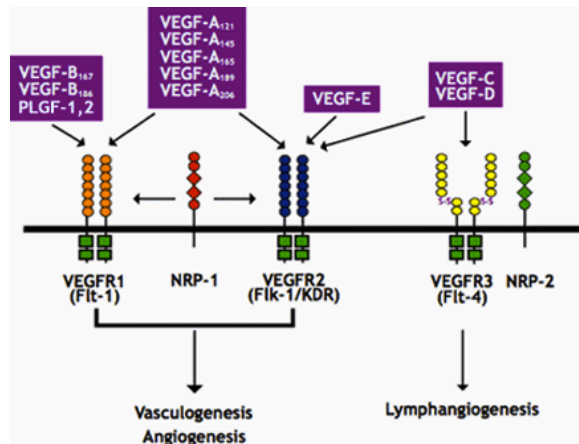 VEGF-A₁₂₁
VEGF-A₁₄₅
VEGF-A₁₆₅
VEGF-A₁₈₉
VEGF-A₂₀₆
VEGF-B₁₆₇
VEGF-B₁₈₆
PLGF-1,2
VEGF-E
VEGF-C
VEGF-D
S-S
S-S
VEGFR1
(Flt-1)
NRP-1
VEGFR2
(Flk-1/KDR)
VEGFR3
(Flt-4)
NRP-2
Vasculogenesis
Angiogenesis
Lymphangiogenesis